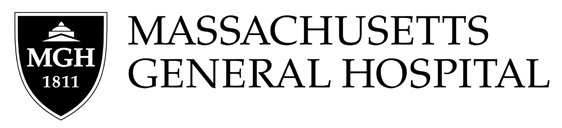 MGH
1811
MASSACHUSETTS
GENERAL HOSPITAL